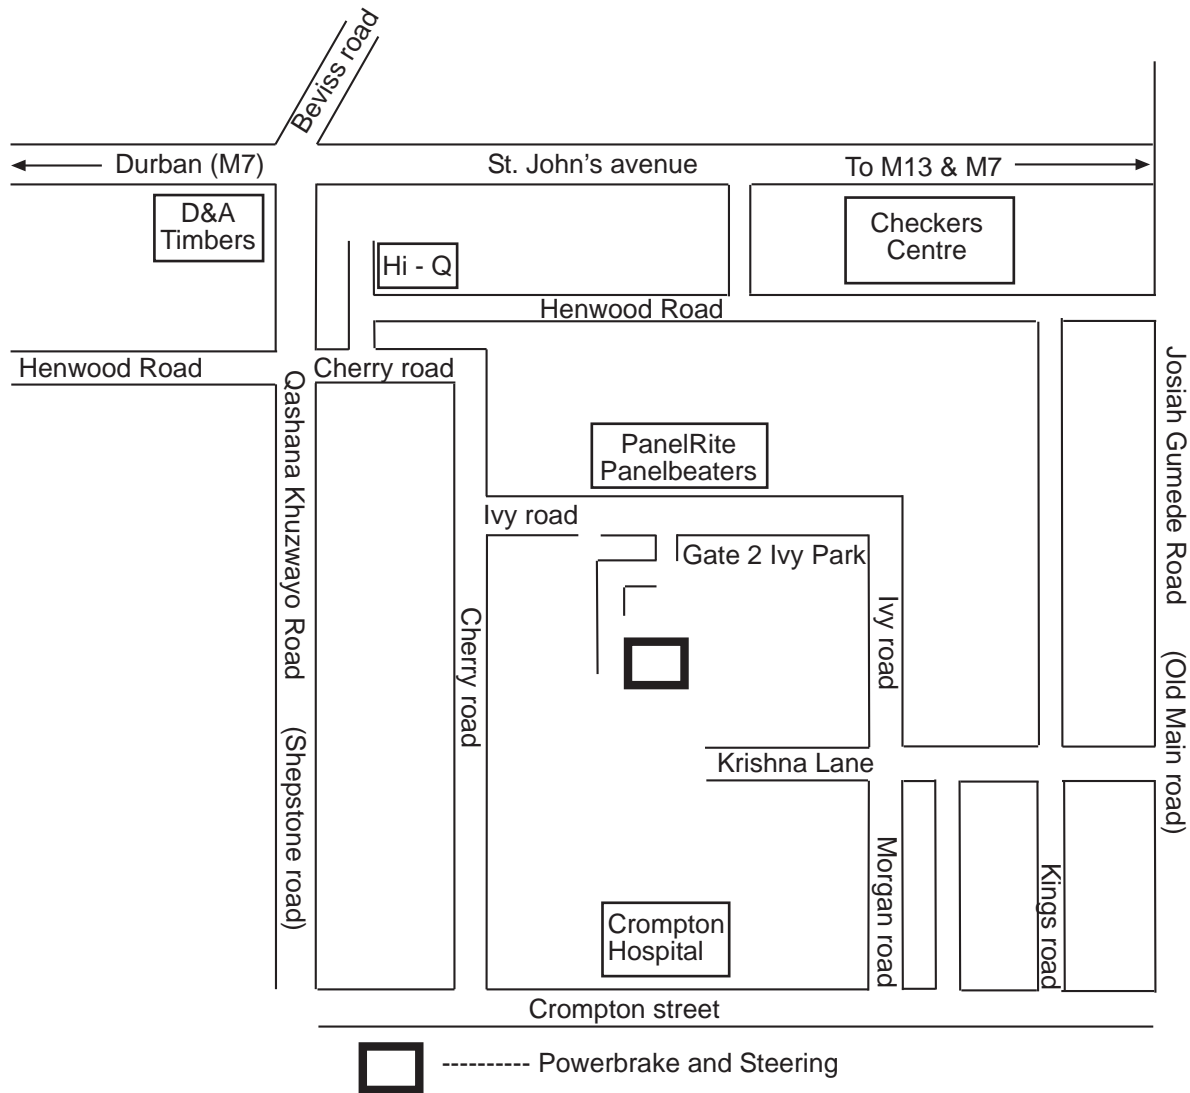 Beviss road
Durban (M7)
St. John's avenue
To M13 & M7
D&A
Timbers
Checkers
Centre
Hi - Q
Henwood Road
Henwood Road
Cherry road
Qashana Khuzwayo Road (Shepstone road)
Josiah Gumede Road (Old Main road)
PanelRite
Panelbeaters
Ivy road
Gate 2 Ivy Park
Ivy road
Cherry road
Krishna Lane
Morgan road
Kings road
Crompton
Hospital
Crompton street
---------- Powerbrake and Steering